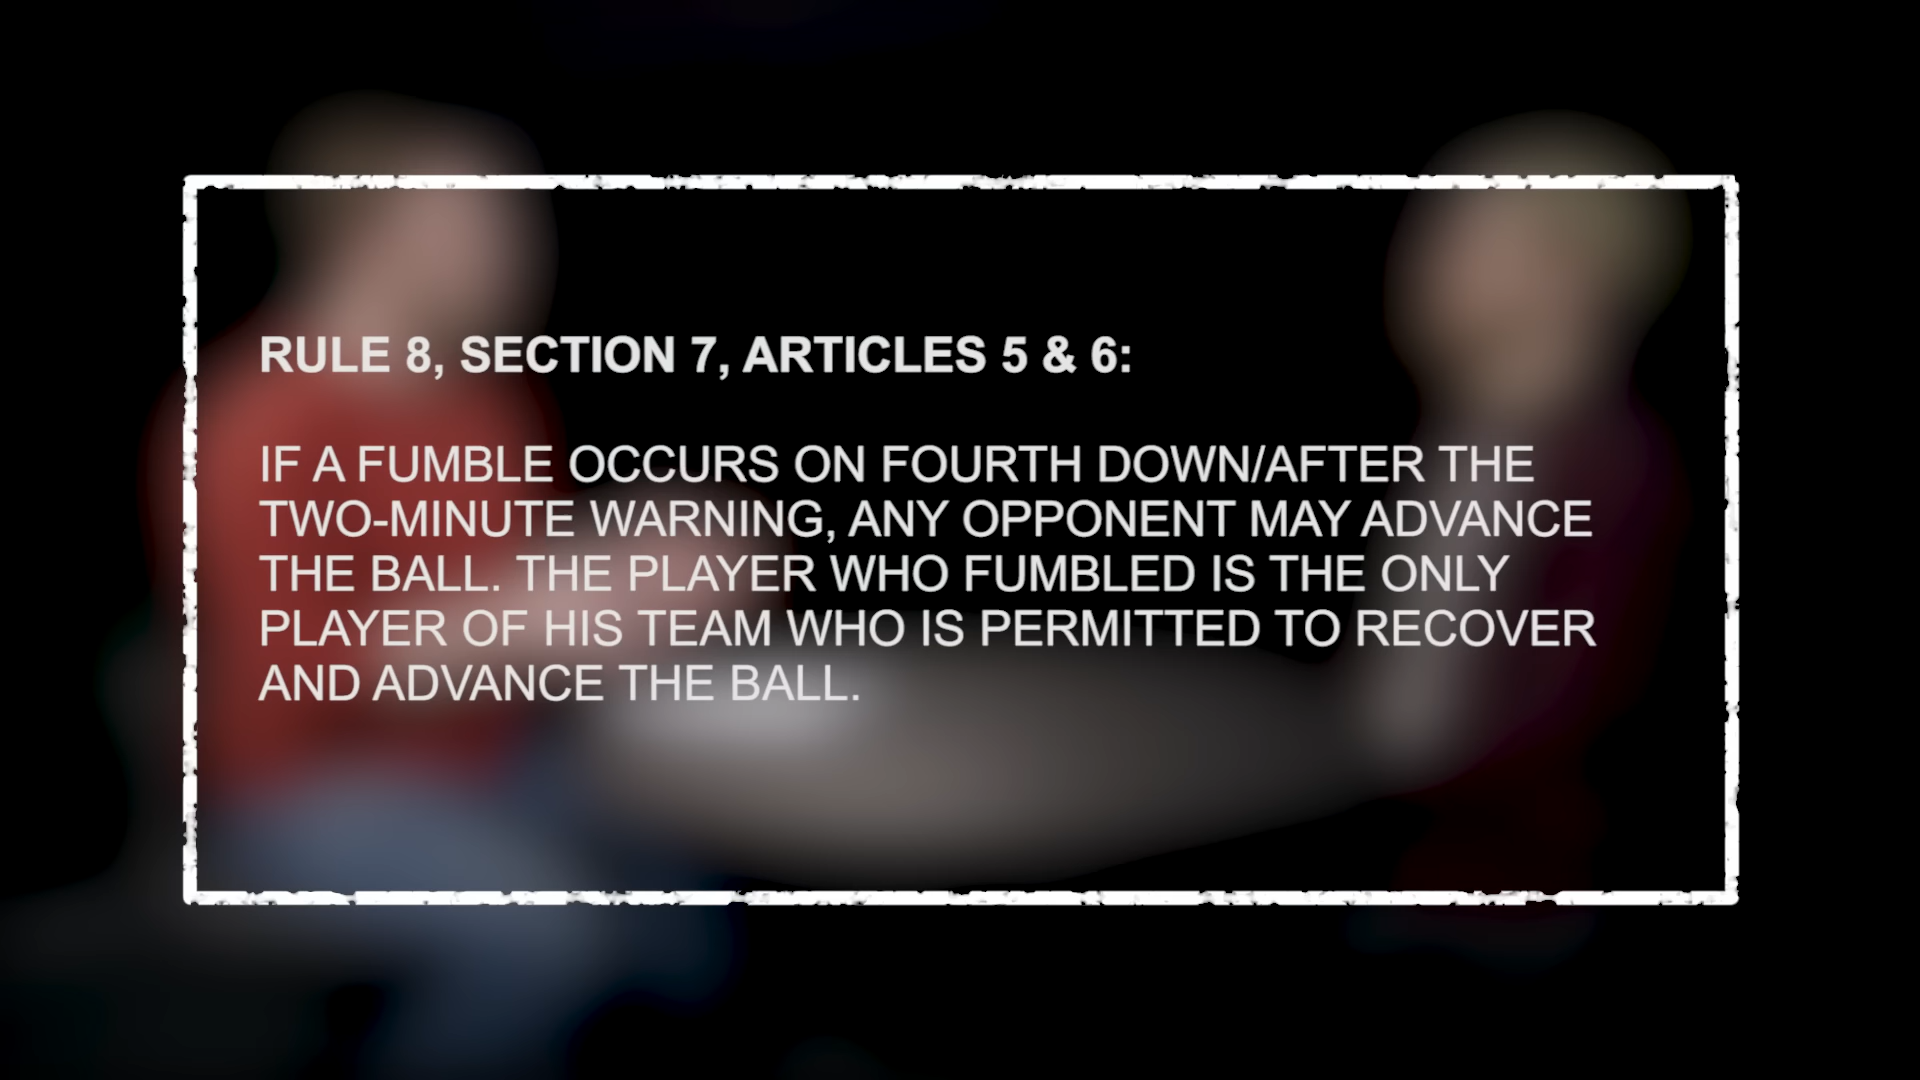 RULE 8, SECTION 7, ARTICLES 5 & 6:
IF A FUMBLE OCCURS ON FOURTH DOWN/AFTER THE
TWO-MINUTE WARNING, ANY OPPONENT MAY ADVANCE
THE BALL. THE PLAYER WHO FUMBLED IS THE ONLY
PLAYER OF HIS TEAM WHO IS PERMITTED TO RECOVER
AND ADVANCE THE BALL.